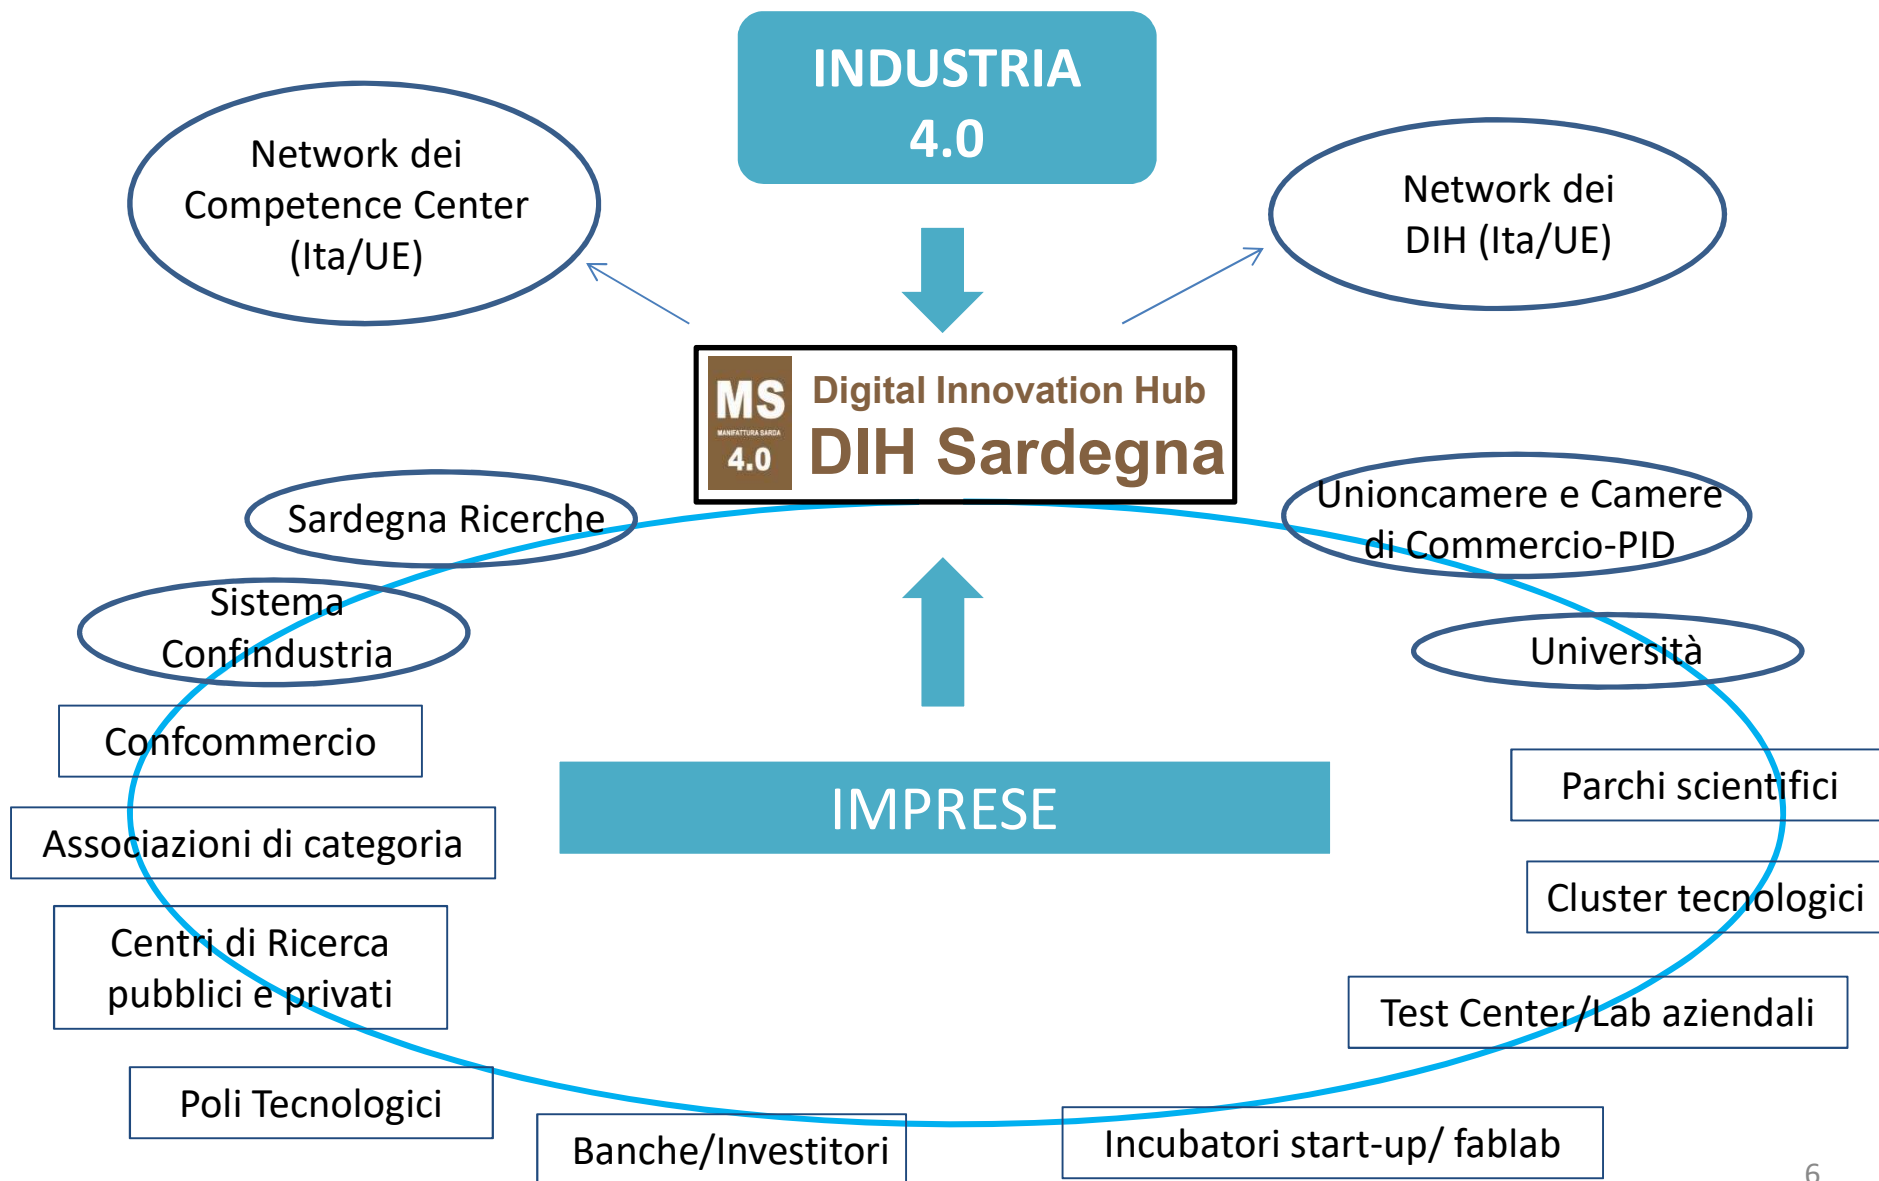 INDUSTRIA
4.0
Network dei
Competence Center
(Ita/UE)
Network dei
DIH (Ita/UE)
MS
MANIFATTURA SARDA
4.0
Digital Innovation Hub
DIH Sardegna
Sardegna Ricerche
Unioncamere e Camere
di Commercio-PID
Sistema
Confindustria
Università
Confcommercio
Parchi scientifici
IMPRESE
Associazioni di categoria
Cluster tecnologici
Centri di Ricerca
pubblici e privati
Test Center/Lab aziendali
Poli Tecnologici
Banche/Investitori
Incubatori start-up/ fablab
6